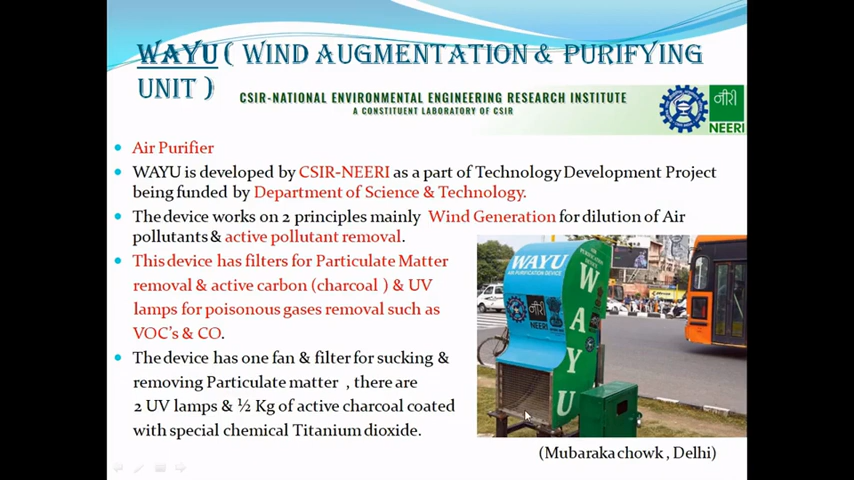 WAYU ( WIND AUGMENTATION & PURIFYING
UNIT )
CSIR-NATIONAL ENVIRONMENTAL ENGINEERING RESEARCH INSTITUTE
A CONSTITUENT LABORATORY OF CSIR
नीरी
NEERI
• Air Purifier
• WAYU is developed by CSIR-NEERI as a part of Technology Development Project
being funded by Department of Science & Technology.
• The device works on 2 principles mainly Wind Generation for dilution of Air
pollutants & active pollutant removal.
• This device has filters for Particulate Matter
removal & active carbon (charcoal ) & UV
lamps for poisonous gases removal such as
VOC's & CO.
• The device has one fan & filter for sucking &
removing Particulate matter , there are
2 UV lamps & ½ Kg of active charcoal coated
with special chemical Titanium dioxide.
WAYU
AIR PURIFICATION DEVICE
नीरी
NEERI
WAYU
(Mubaraka chowk , Delhi)